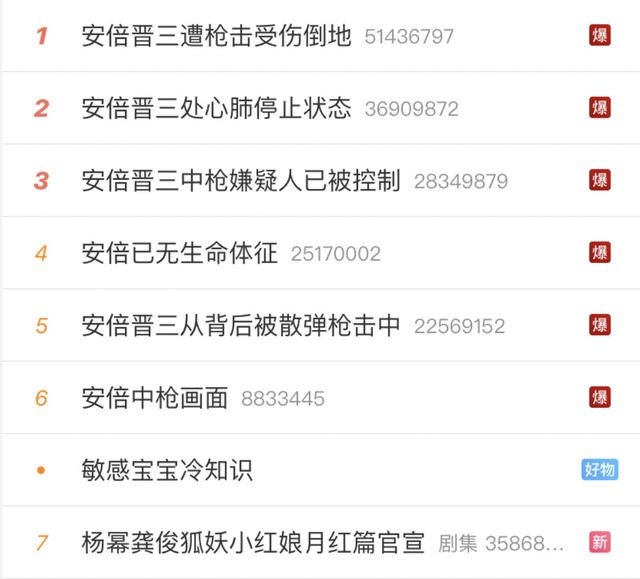 1 安倍晋三遭枪击受伤倒地 51436797 爆
2 安倍晋三处心肺停止状态 36909872 爆
3 安倍晋三中枪嫌疑人已被控制 28349879 爆
4 安倍已无生命体征 25170002 爆
5 安倍晋三从背后被散弹枪击中 22569152 爆
6 安倍中枪画面 8833445 爆
• 敏感宝宝冷知识 好物
7 杨幂龚俊狐妖小红娘月红篇官宣 剧集 35868... 新